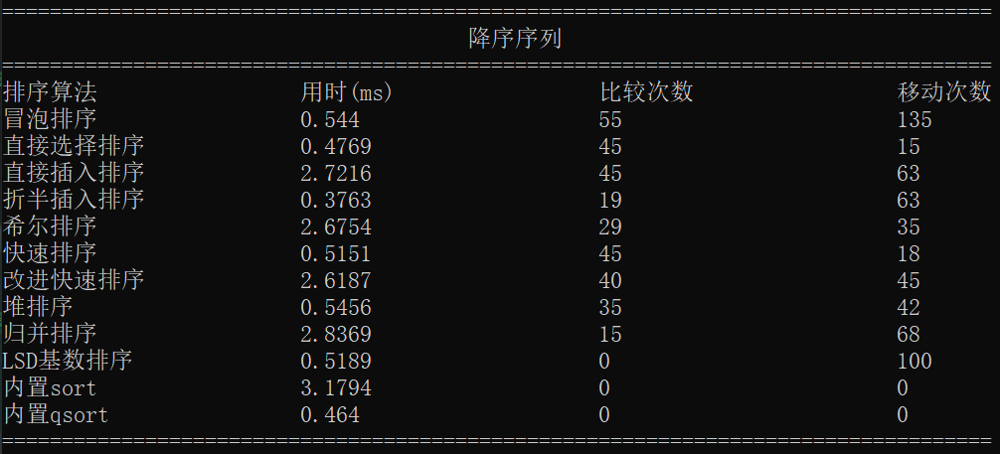 ===================================================================================
降序序列
===================================================================================
排序算法 用时(ms) 比较次数 移动次数
冒泡排序 0.544 55 135
直接选择排序 0.4769 45 15
直接插入排序 2.7216 45 63
折半插入排序 0.3763 19 63
希尔排序 2.6754 29 35
快速排序 0.5151 45 18
改进快速排序 2.6187 40 45
堆排序 0.5456 35 42
归并排序 2.8369 15 68
LSD基数排序 0.5189 0 100
内置sort 3.1794 0 0
内置qsort 0.464 0 0
===================================================================================